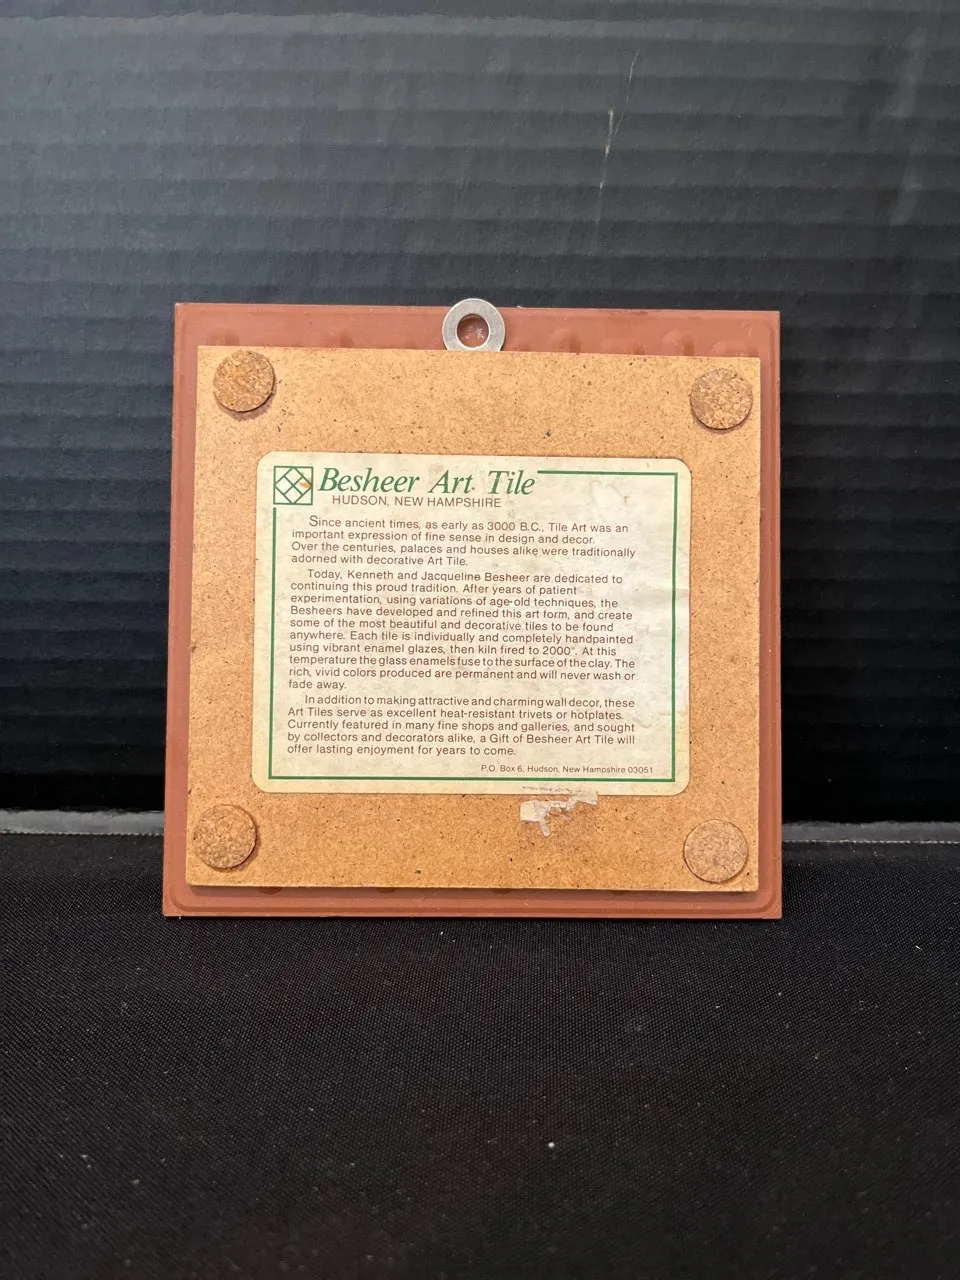 Besheer Art Tile
HUDSON, NEW HAMPSHIRE
Since ancient times, as early as 3000 B.C., Tile Art was an
important expression of fine sense in design and decor.
Over the centuries, palaces and houses alike were traditionally
adorned with decorative Art Tile.
Today, Kenneth and Jacqueline Besheer are dedicated to
continuing this proud tradition. After years of patient
experimentation, using variations of age-old techniques, the
Besheers have developed and refined this art form, and create
some of the most beautiful and decorative tiles to be found
anywhere. Each tile is individually and completely handpainted
using vibrant enamel glazes, then kiln fired to 2000°. At this
temperature the glass enamels fuse to the surface of the clay. The
rich, vivid colors produced are permanent and will never wash or
fade away.
In addition to making attractive and charming wall decor, these
Art Tiles serve as excellent heat-resistant trivets or hotplates.
Currently featured in many fine shops and galleries, and sought
by collectors and decorators alike, a Gift of Besheer Art Tile will
offer lasting enjoyment for years to come.
P.O. Box 6, Hudson, New Hampshire 03051